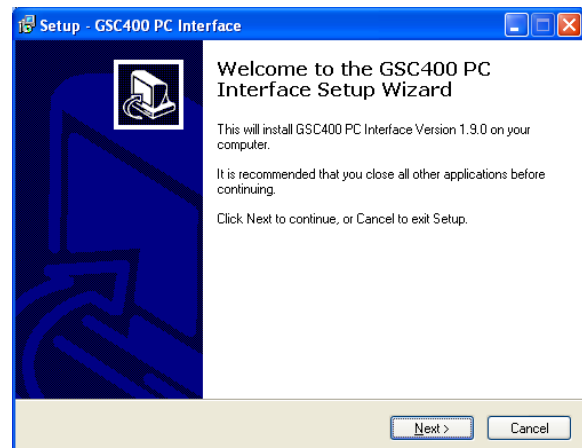 Setup - GSC400 PC Interface
Welcome to the GSC400 PC
Interface Setup Wizard
This will install GSC400 PC Interface Version 1.9.0 on your
computer.
It is recommended that you close all other applications before
continuing.
Click Next to continue, or Cancel to exit Setup.
Next >
Cancel